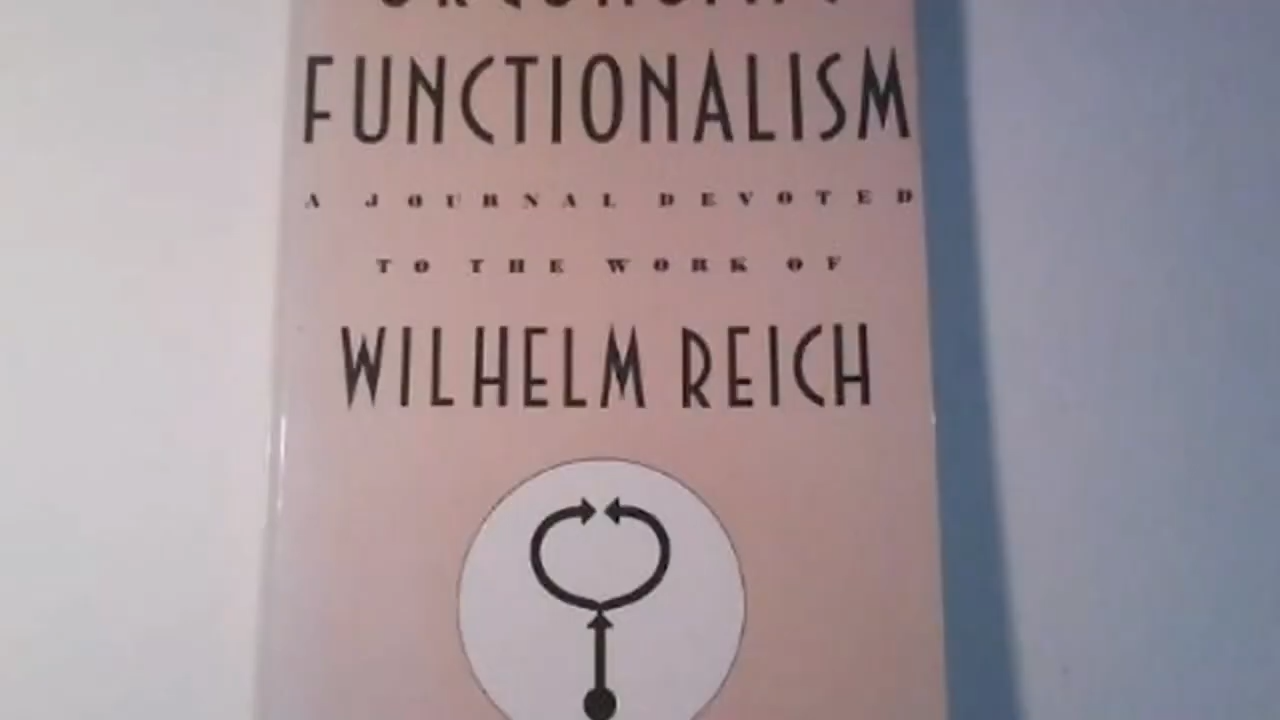 FUNCTIONALISM
A JOURNAL DEVOTED
TO THE WORK OF
WILHELM REICH